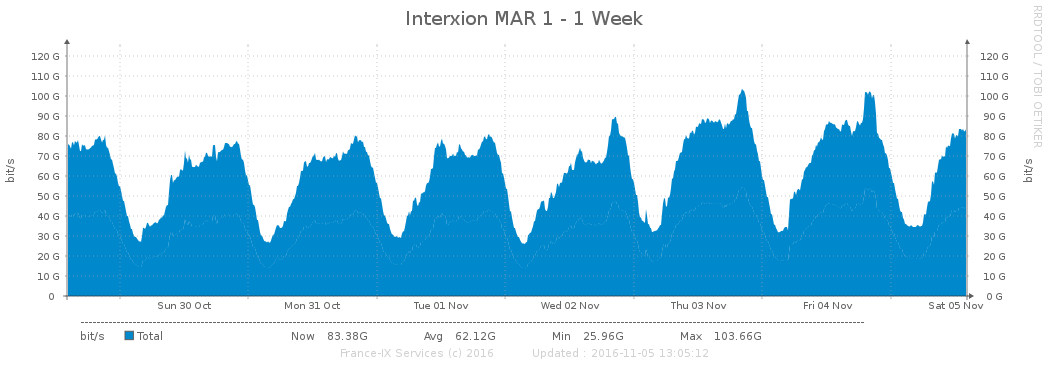 Interxion MAR 1 - 1 Week
RRDTOOL / TOBI OETIKER
120 G 120 G
110 G 110 G
100 G 100 G
90 G 90 G
80 G 80 G
70 G 70 G
60 G 60 G
50 G 50 G
40 G 40 G
30 G 30 G
20 G 20 G
10 G 10 G
0 0 G
bit/s
bit/s
Sun 30 Oct Mon 31 Oct Tue 01 Nov Wed 02 Nov Thu 03 Nov Fri 04 Nov Sat 05 Nov
bit/s Total Now 83.38G Avg 62.12G Min 25.96G Max 103.66G
France-IX Services (c) 2016 Updated : 2016-11-05 13:05:12